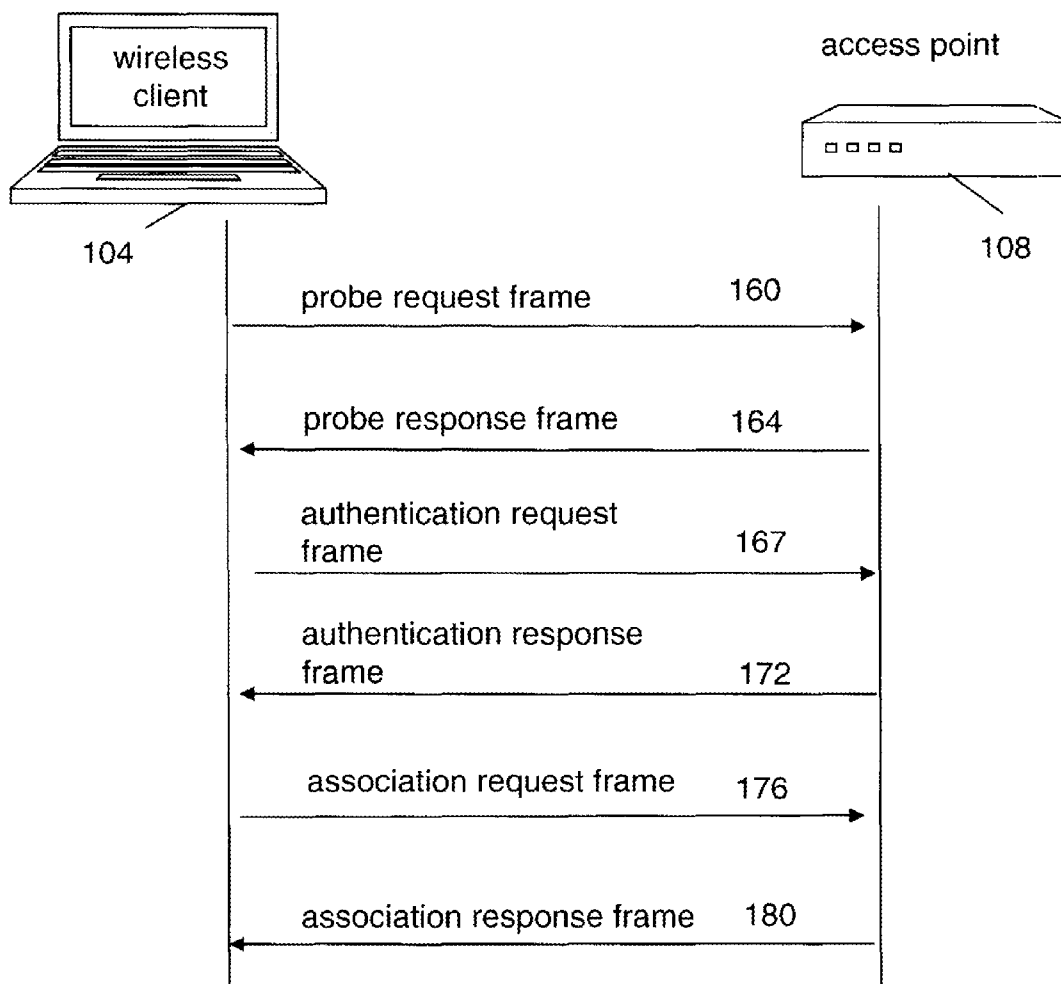 wireless
client
access point
104
108
probe request frame 160
probe response frame 164
authentication request
frame 167
authentication response
frame 172
association request frame 176
association response frame 180